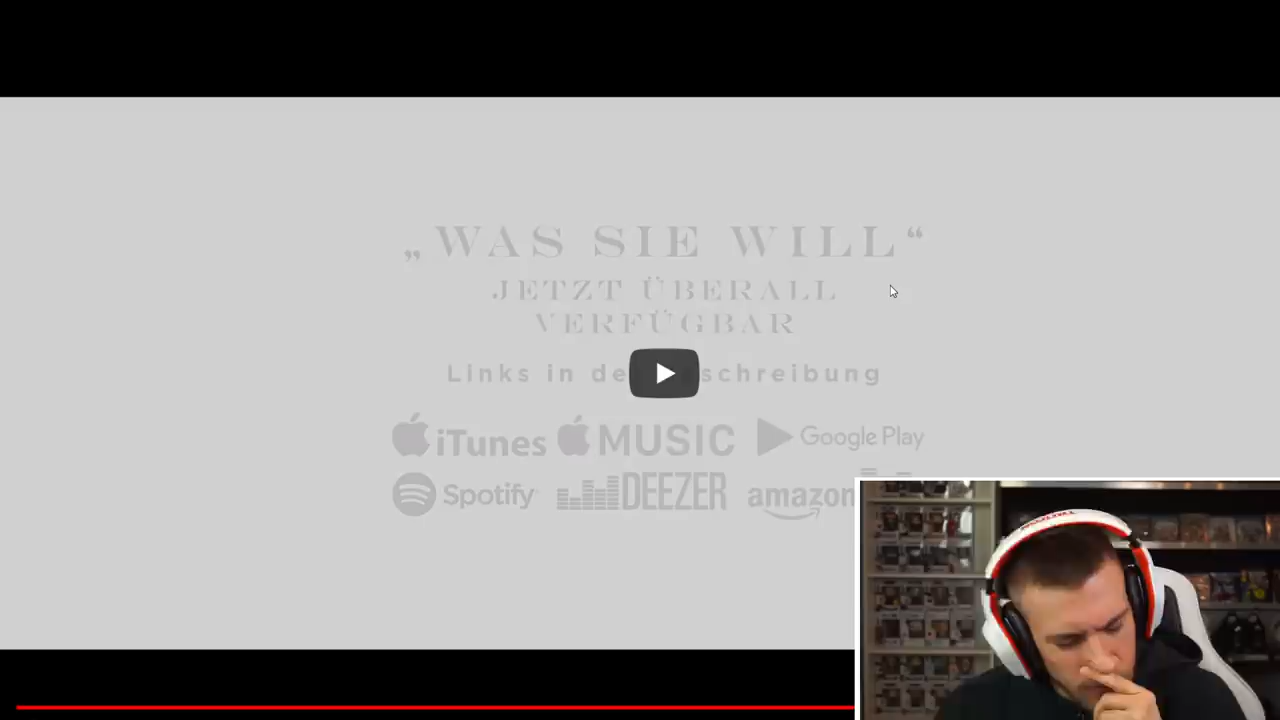 „WAS SIE WILL“
JETZT ÜBERALL
VERFÜGBAR
Links in de schreibung
iTunes MUSIC Google Play
Spotify DEEZER amazon